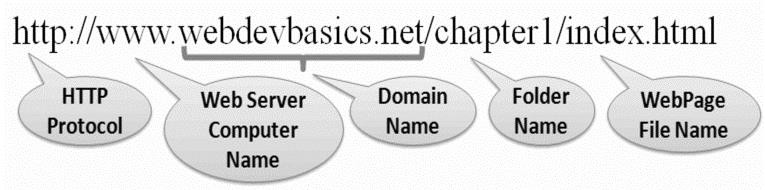 http://www.webdevbasics.net/chapter1/index.html
HTTP
Protocol
Web Server
Computer
Name
Domain
Name
Folder
Name
WebPage
File Name